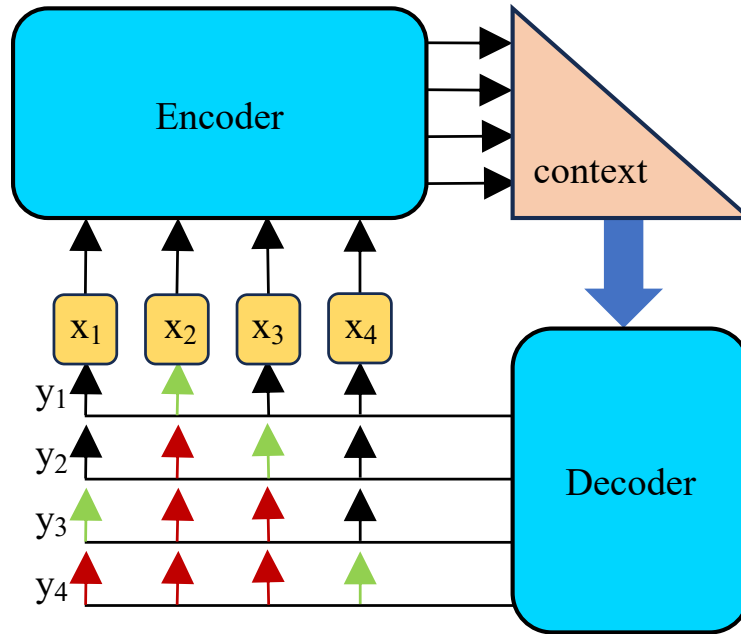 Encoder
context
x₁ x₂ x₃ x₄
y₁
y₂
Decoder
y₃
y₄